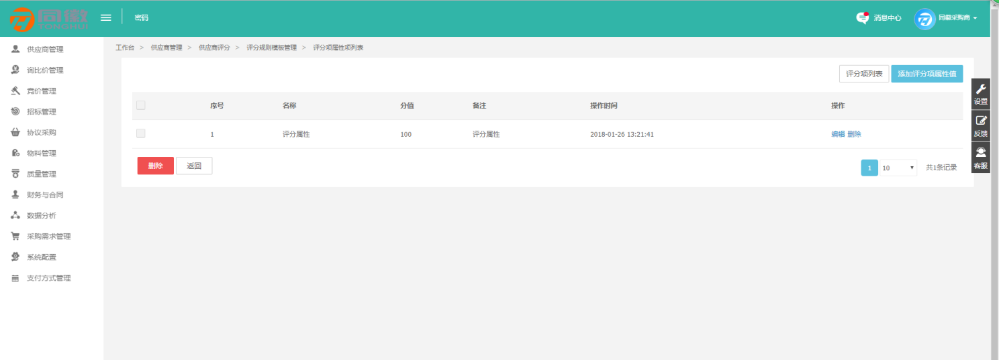 同徽 TONGHUI 密码 消息中心 同徽采购商
供应商管理
询比价管理
竞价管理
招标管理
协议采购
物料管理
质量管理
财务与合同
数据分析
采购需求管理
系统配置
支付方式管理
工作台 > 供应商管理 > 供应商评分 > 评分规则模板管理 > 评分项属性项列表
评分项列表 添加评分项属性值
序号 名称 分值 备注 操作时间 操作
1 评分属性 100 评分属性 2018-01-26 13:21:41 编辑 删除
删除 返回 1 10 共1条记录
设置
反馈
客服